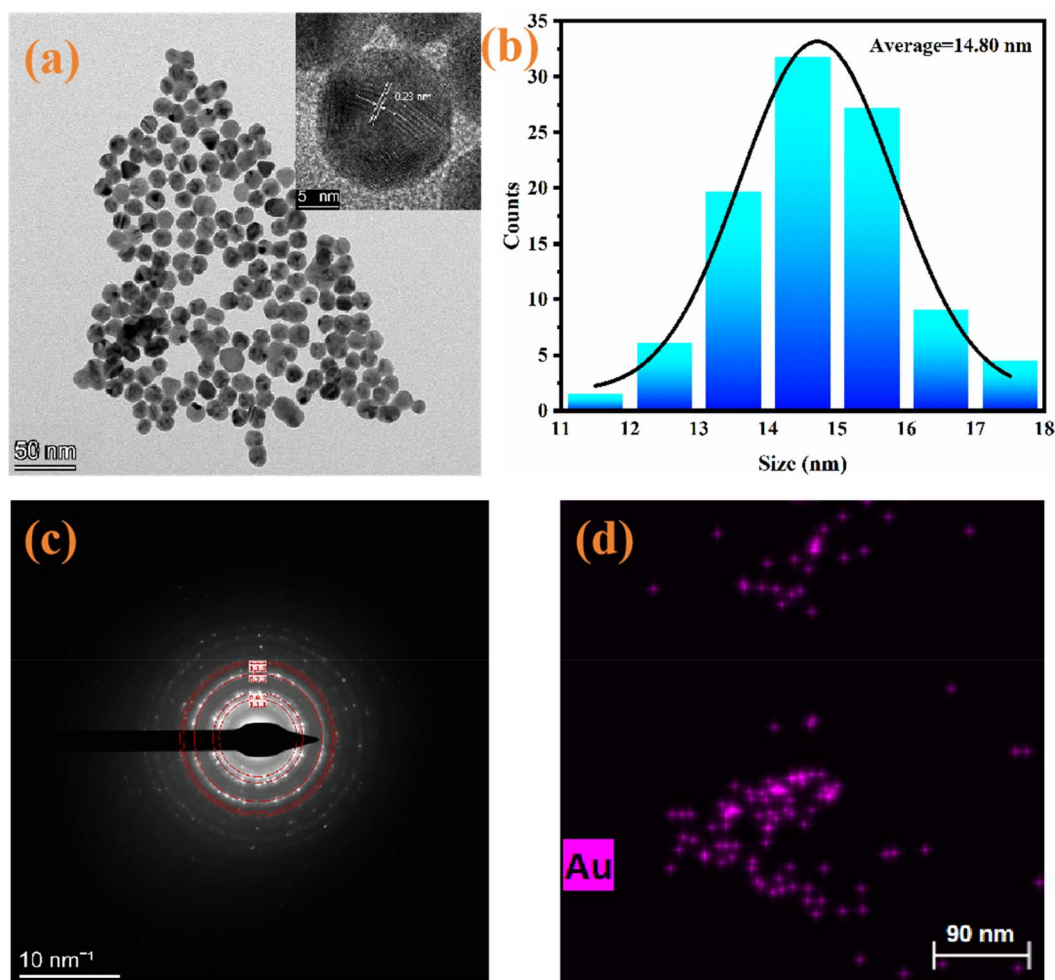 (a)
0.23 nm
5 nm
50 nm
(b)
Average=14.80 nm
35
30
25
20
15
10
5
0
Counts
11 12 13 14 15 16 17 18
Size (nm)
(c)
10 nm⁻¹
(d)
Au
90 nm